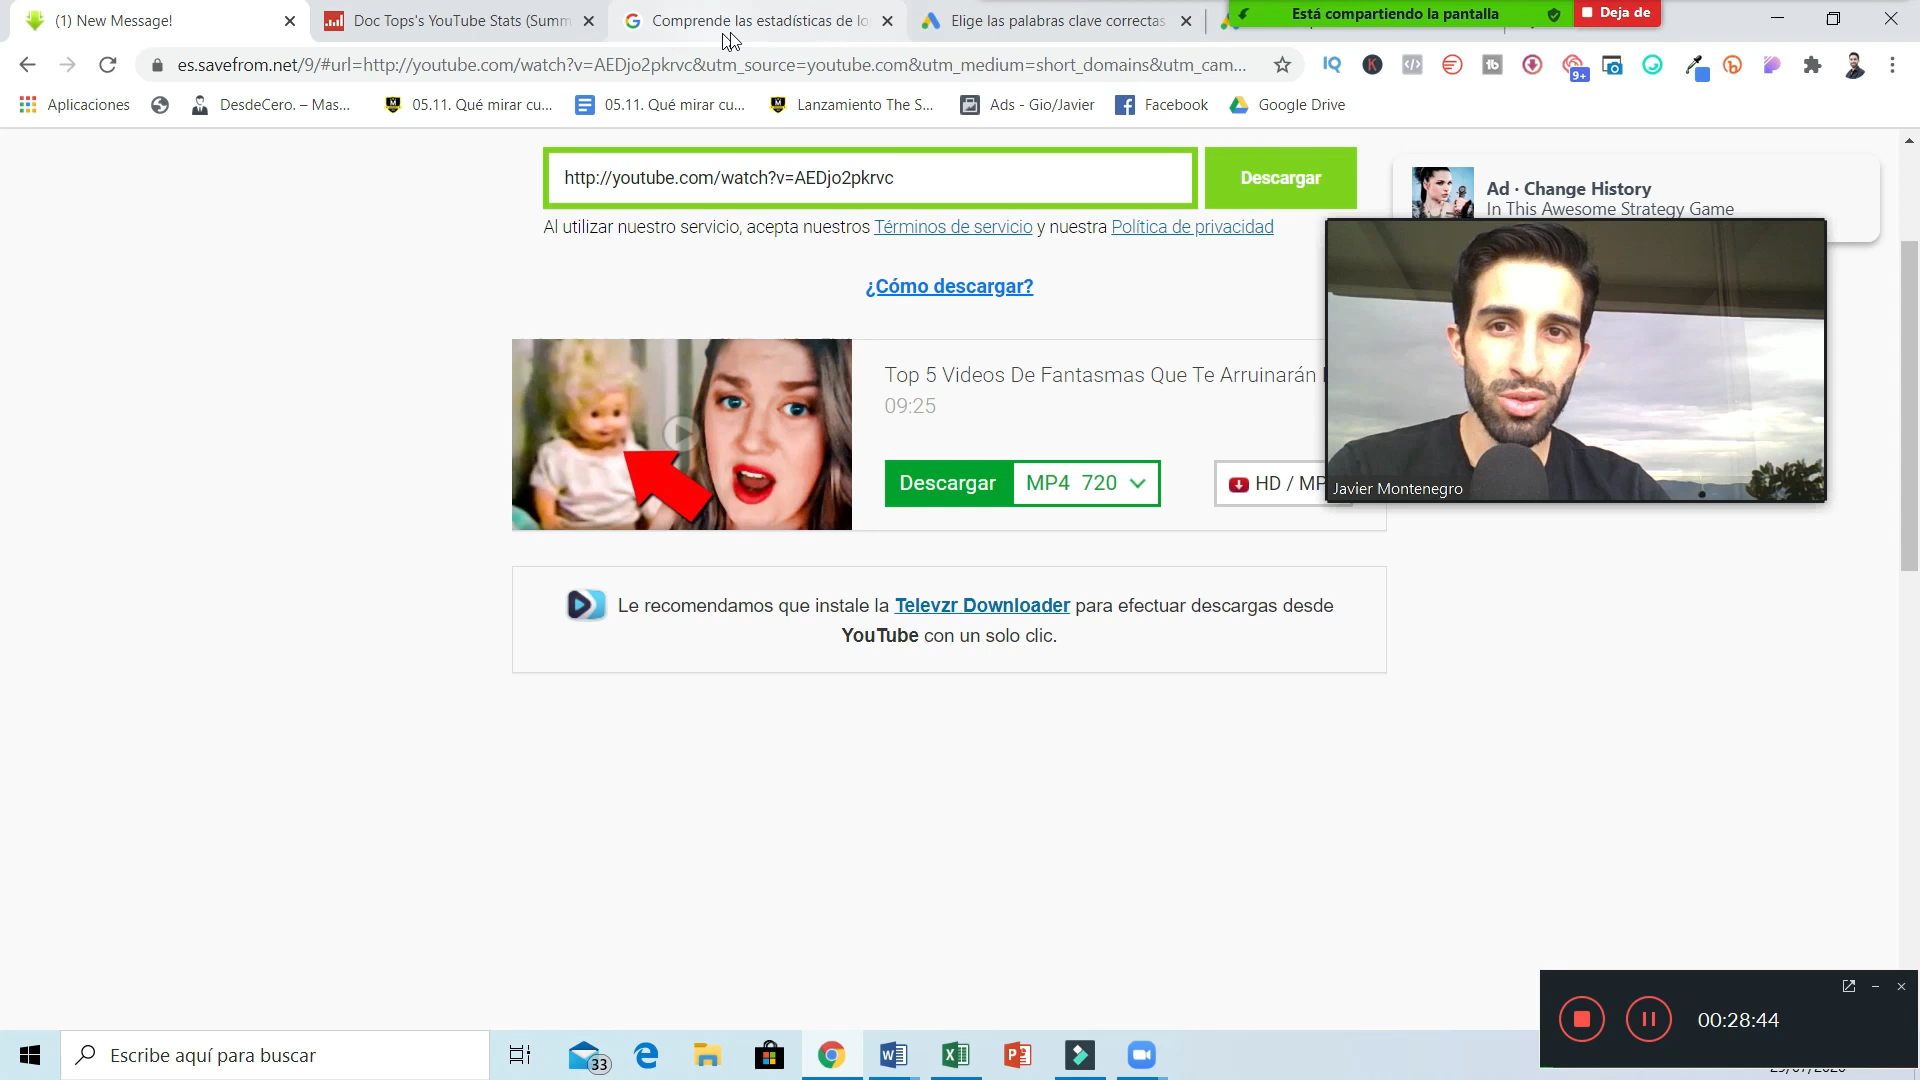 (1) New Message!
Doc Tops's YouTube Stats (Summ
Comprende las estadísticas de lo
Elige las palabras clave correctas
Está compartiendo la pantalla
Deja de
es.savefrom.net/9/#url=http://youtube.com/watch?v=AEDjo2pkrvc&utm_source=youtube.com&utm_medium=short_domains&utm_cam...
IQ
K
tb
9+
b
Aplicaciones
DesdeCero. – Mas...
05.11. Qué mirar cu...
05.11. Qué mirar cu...
Lanzamiento The S...
Ads - Gio/Javier
Facebook
Google Drive
http://youtube.com/watch?v=AEDjo2pkrvc
Descargar
Ad · Change History
In This Awesome Strategy Game
Al utilizar nuestro servicio, acepta nuestros Términos de servicio y nuestra Política de privacidad
¿Cómo descargar?
Top 5 Videos De Fantasmas Que Te Arruinarán
09:25
Descargar
MP4 720
HD / MP
Javier Montenegro
Le recomendamos que instale la Televzr Downloader para efectuar descargas desde
YouTube con un solo clic.
00:28:44
Escribe aquí para buscar
33